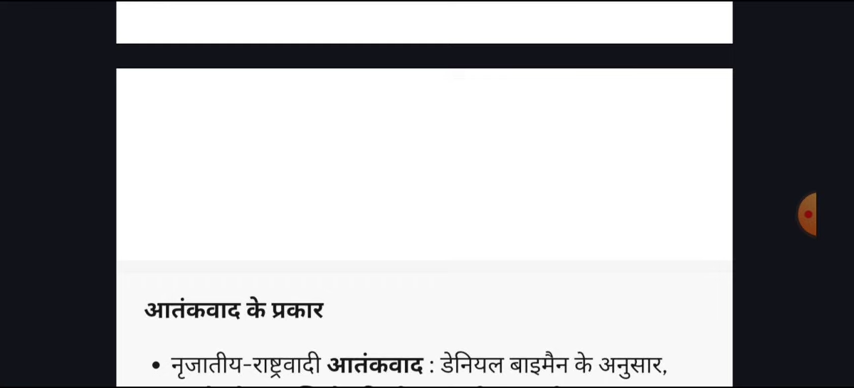 आतंकवाद के प्रकार
• नृजातीय-राष्ट्रवादी आतंकवाद : डेनियल बाइमैन के अनुसार,